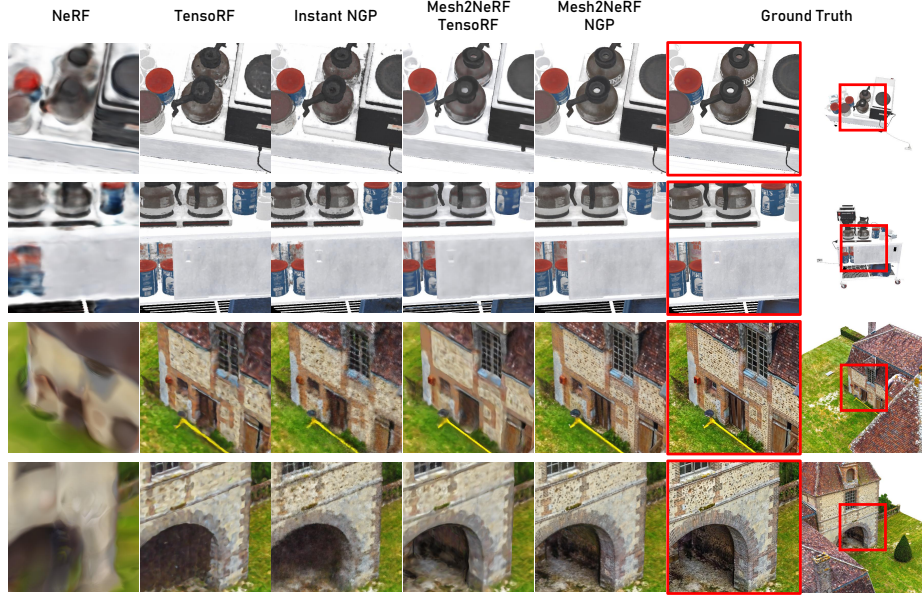 NeRF
TensoRF
Instant NGP
Mesh2NeRF
TensoRF
Mesh2NeRF
NGP
Ground Truth